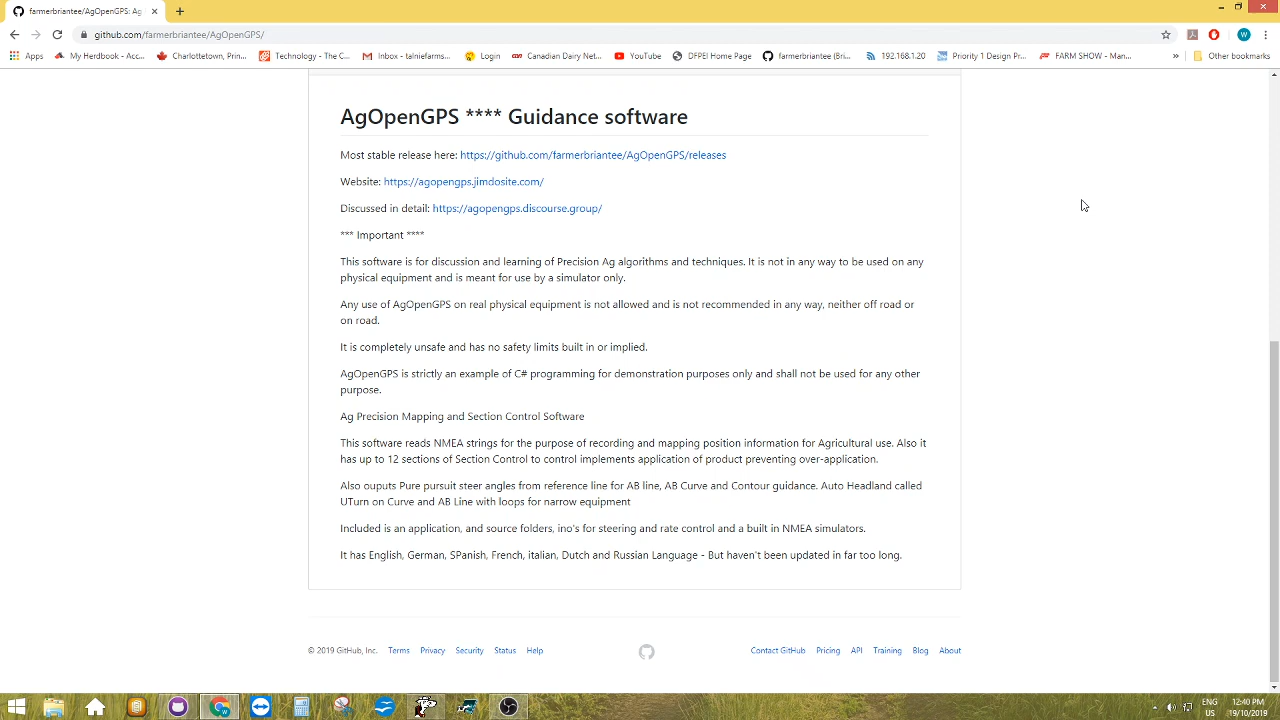 farmerbriantee/AgOpenGPS: Ag
github.com/farmerbriantee/AgOpenGPS/
Apps
My Herdbook - Acc...
Charlottetown, Prin...
Technology - The C...
Inbox - talniefarms...
Login
Canadian Dairy Net...
YouTube
DFPEI Home Page
farmerbriantee (Bri...
192.168.1.20
Priority 1 Design Pr...
FARM SHOW - Man...
»
Other bookmarks
AgOpenGPS **** Guidance software
Most stable release here: https://github.com/farmerbriantee/AgOpenGPS/releases
Website: https://agopengps.jimdosite.com/
Discussed in detail: https://agopengps.discourse.group/
*** Important ****
This software is for discussion and learning of Precision Ag algorithms and techniques. It is not in any way to be used on any
physical equipment and is meant for use by a simulator only.
Any use of AgOpenGPS on real physical equipment is not allowed and is not recommended in any way, neither off road or
on road.
It is completely unsafe and has no safety limits built in or implied.
AgOpenGPS is strictly an example of C# programming for demonstration purposes only and shall not be used for any other
purpose.
Ag Precision Mapping and Section Control Software
This software reads NMEA strings for the purpose of recording and mapping position information for Agricultural use. Also it
has up to 12 sections of Section Control to control implements application of product preventing over-application.
Also ouputs Pure pursuit steer angles from reference line for AB line, AB Curve and Contour guidance. Auto Headland called
UTurn on Curve and AB Line with loops for narrow equipment
Included is an application, and source folders, ino's for steering and rate control and a built in NMEA simulators.
It has English, German, SPanish, French, italian, Dutch and Russian Language - But haven't been updated in far too long.
© 2019 GitHub, Inc. Terms Privacy Security Status Help
Contact GitHub Pricing API Training Blog About
ENG
US
12:40 PM
19/10/2019